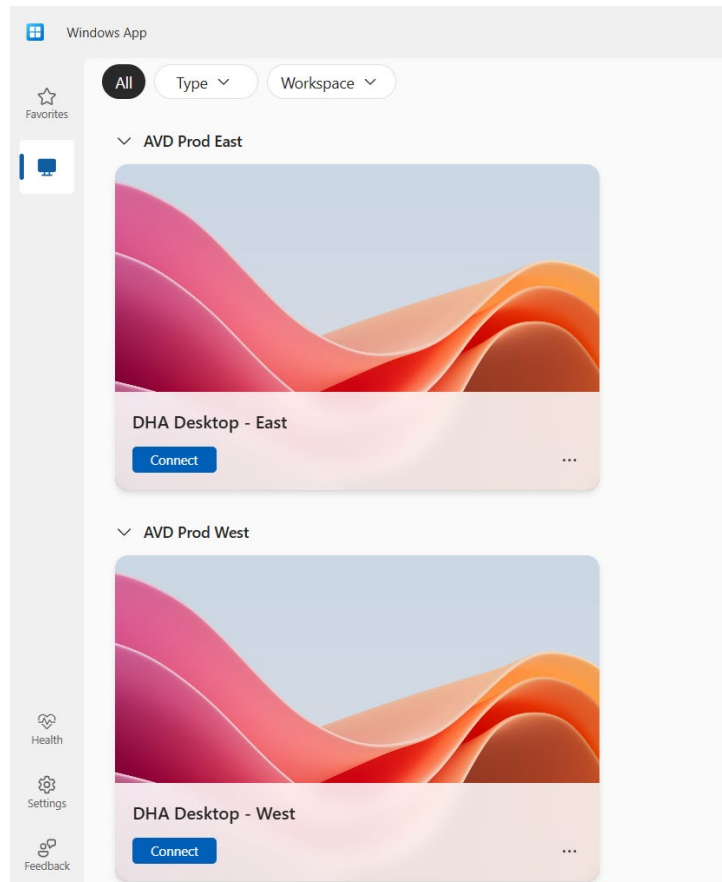 Windows App
All
Type
Workspace
Favorites
AVD Prod East
DHA Desktop - East
Connect
...
AVD Prod West
DHA Desktop - West
Connect
...
Health
Settings
Feedback